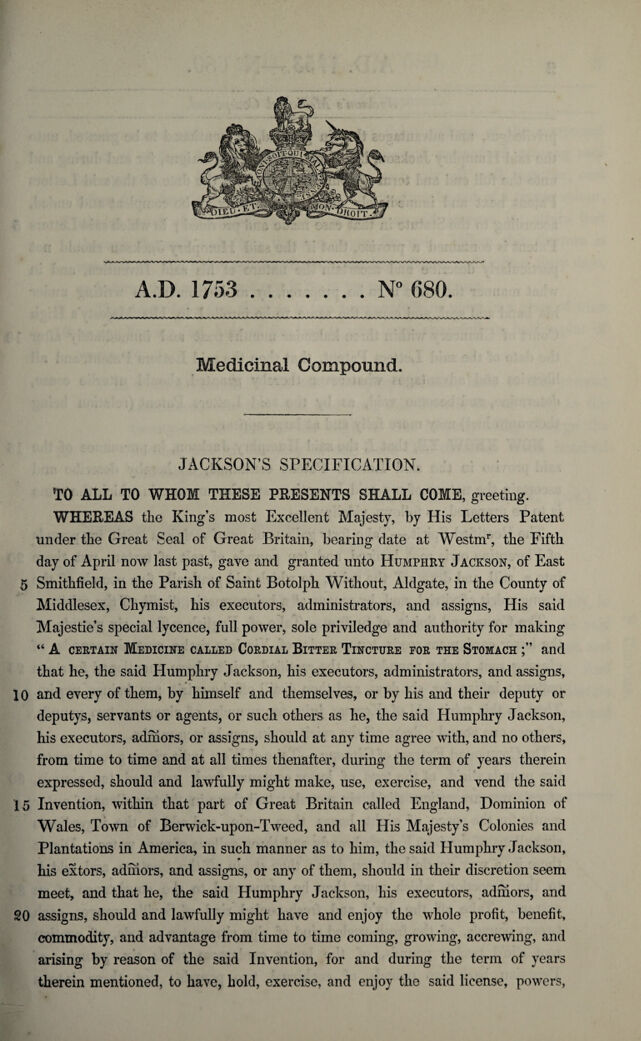 DIEU·ET· MON·DROIT·
A.D. 1753 . . . . . . . N° 680.
Medicinal Compound.
JACKSON'S SPECIFICATION.
TO ALL TO WHOM THESE PRESENTS SHALL COME, greeting.
WHEREAS the King's most Excellent Majesty, by His Letters Patent
under the Great Seal of Great Britain, bearing date at Westmʳ, the Fifth
day of April now last past, gave and granted unto HUMPHRY JACKSON, of East
5 Smithfield, in the Parish of Saint Botolph Without, Aldgate, in the County of
Middlesex, Chymist, his executors, administrators, and assigns, His said
Majestie's special lycence, full power, sole priviledge and authority for making
“ A CERTAIN MEDICINE CALLED CORDIAL BITTER TINCTURE FOR THE STOMACH ;” and
that he, the said Humphry Jackson, his executors, administrators, and assigns,
10 and every of them, by himself and themselves, or by his and their deputy or
deputys, servants or agents, or such others as he, the said Humphry Jackson,
his executors, adm̄ors, or assigns, should at any time agree with, and no others,
from time to time and at all times thenafter, during the term of years therein
expressed, should and lawfully might make, use, exercise, and vend the said
15 Invention, within that part of Great Britain called England, Dominion of
Wales, Town of Berwick-upon-Tweed, and all His Majesty's Colonies and
Plantations in America, in such manner as to him, the said Humphry Jackson,
his ex̄tors, adm̄ors, and assigns, or any of them, should in their discretion seem
meet, and that he, the said Humphry Jackson, his executors, adm̄ors, and
20 assigns, should and lawfully might have and enjoy the whole profit, benefit,
commodity, and advantage from time to time coming, growing, accrewing, and
arising by reason of the said Invention, for and during the term of years
therein mentioned, to have, hold, exercise, and enjoy the said license, powers,